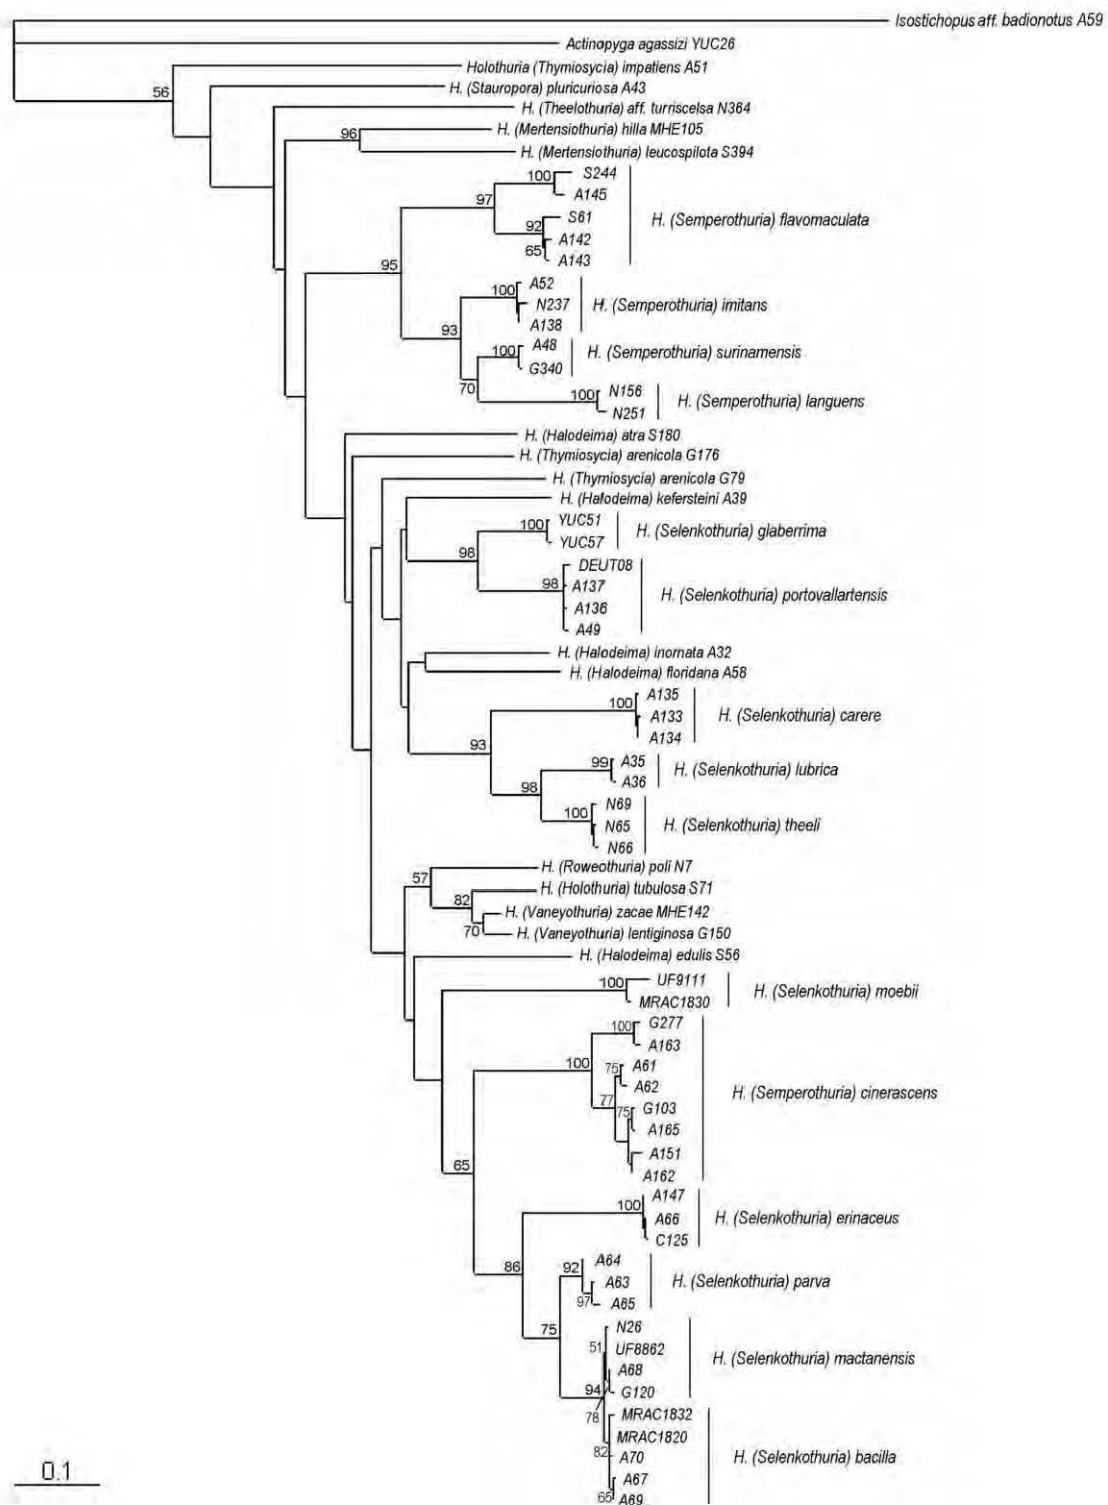 Isostichopus aff. badionotus A59
Actinopyga agassizi YUC26
Holothuria (Thymiosycia) impatiens A51
56
H. (Stauropora) pluricuriosa A43
H. (Theelothuria) aff. turriscelsa N364
H. (Mertensiothuria) hilla MHE105
96
H. (Mertensiothuria) leucospilota S394
100
S244
A145
97
S61
H. (Semperothuria) flavomaculata
92
A142
65
A143
95
A52
100
N237
H. (Semperothuria) imitans
A138
93
A48
100
H. (Semperothuria) surinamensis
G340
70
100
N156
H. (Semperothuria) languens
N251
H. (Halodeima) atra S180
H. (Thymiosycia) arenicola G176
H. (Thymiosycia) arenicola G79
H. (Halodeima) kefersteini A39
100
YUC51
H. (Selenkothuria) glaberrima
YUC57
98
DEUT08
98
A137
H. (Selenkothuria) portovallartensis
A136
A49
H. (Halodeima) inornata A32
H. (Halodeima) floridana A58
A135
100
A133
H. (Selenkothuria) carere
A134
93
99
A35
H. (Selenkothuria) lubrica
A36
98
N69
100
N65
H. (Selenkothuria) theeli
N66
H. (Roweothuria) poli N7
57
H. (Holothuria) tubulosa S71
82
H. (Vaneyothuria) zacae MHE142
70
H. (Vaneyothuria) lentiginosa G150
H. (Halodeima) edulis S56
100
UF9111
H. (Selenkothuria) moebii
MRAC1830
G277
100
A163
100
75
A61
A62
H. (Semperothuria) cinerascens
77
75
G103
A165
A151
A162
65
A147
100
A66
H. (Selenkothuria) erinaceus
C125
86
A64
92
A63
H. (Selenkothuria) parva
97
A65
75
N26
51
UF8862
H. (Selenkothuria) mactanensis
A68
94
G120
78
MRAC1832
MRAC1820
82
A70
H. (Selenkothuria) bacilla
A67
65
A69
0.1